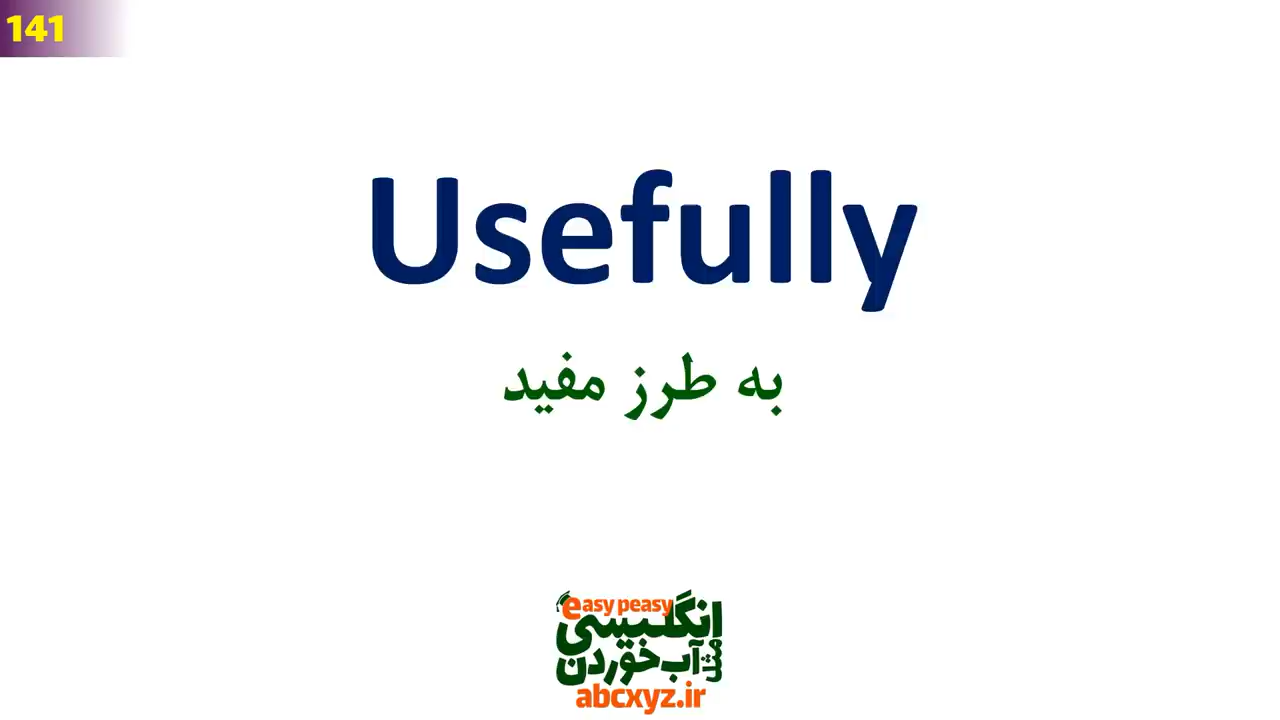 141
Usefully
به طرز مفید
easy peasy
انگلیسی
مثل آب خوردن
abcxyz.ir